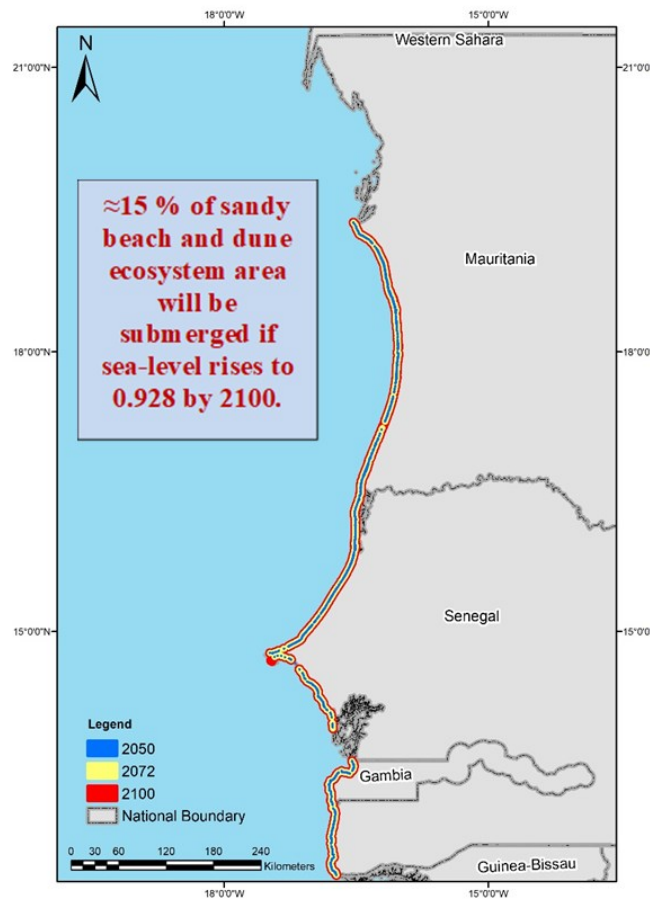 18°0'0"W 15°0'0"W
N
21°0'0"N
21°0'0"N
Western Sahara
≈15 % of sandy
beach and dune
ecosystem area
will be
submerged if
sea-level rises to
0.928 by 2100.
Mauritania
18°0'0"N
18°0'0"N
15°0'0"N
15°0'0"N
Senegal
Legend
2050
2072
2100
National Boundary
Gambia
Guinea-Bissau
0 30 60 120 180 240
Kilometers
18°0'0"W 15°0'0"W